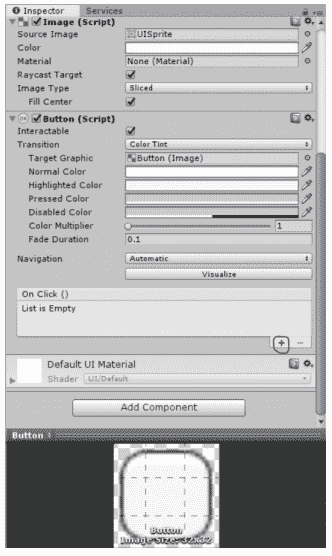 Inspector Services
Image (Script)
Source Image UISprite
Color
Material None (Material)
Raycast Target
Image Type Sliced
Fill Center
Button (Script)
Interactable
Transition Color Tint
Target Graphic Button (Image)
Normal Color
Highlighted Color
Pressed Color
Disabled Color
Color Multiplier 1
Fade Duration 0.1
Navigation Automatic
Visualize
On Click ()
List is Empty
+ −
Default UI Material
Shader UI/Default
Add Component
Button
Button
Image Size: 32x32